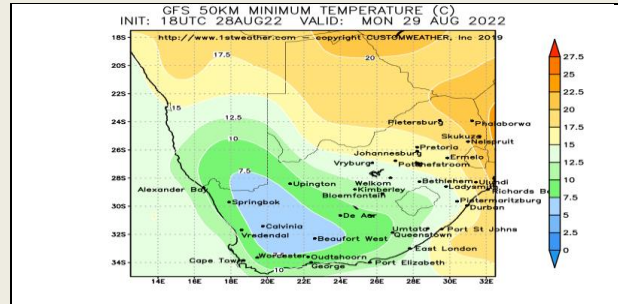 GFS 50KM MINIMUM TEMPERATURE (C)
INIT: 18UTC 28AUG22 VALID: MON 29 AUG 2022
http://www.1stweather.com — copyright CUSTOMWEATHER, Inc 2019
18S
20S
22S
24S
26S
28S
30S
32S
34S
17.5
20
15
12.5
10
7.5
Pietersburg
Phalaborwa
Skukuza
Nelspruit
Pretoria
Johannesburg
Ermelo
Vryburg
Potchefstroom
Welkom
Bethlehem
Ulundi
Upington
Kimberley
Ladysmith
Alexander Bay
Bloemfontein
Richards
Springbok
Pietermaritzburg
Durban
De Aar
Calvinia
Umtata
Port St Johns
Vredendal
Beaufort West
Queenstown
East London
Worcester
Oudtshoorn
Cape Town
George
Port Elizabeth
14E 16E 18E 20E 22E 24E 26E 28E 30E 32E
27.5
25
22.5
20
17.5
15
12.5
10
7.5
5
2.5
0